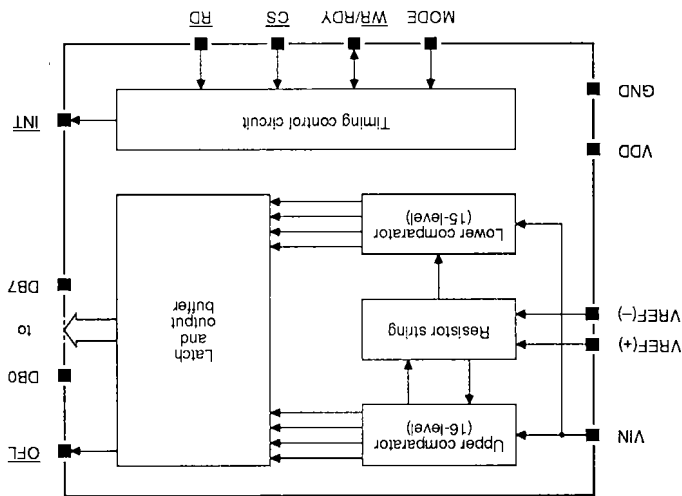 VIN
Upper comparator
(16-level)
OFL
DB0
VREF(+)
VREF(−)
Resistor string
Latch
and
output
buffer
to
DB7
Lower comparator
(15-level)
VDD
GND
Timing control circuit
INT
MODE
WR/RDY
CS
RD